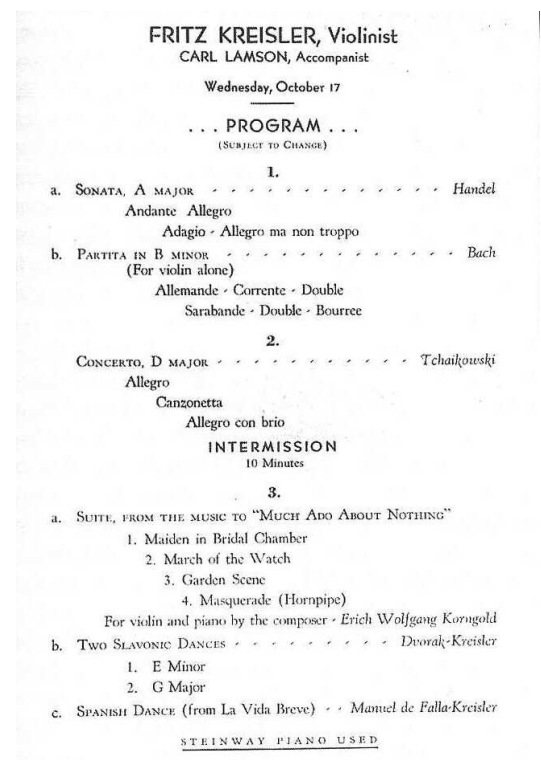 FRITZ KREISLER, Violinist
CARL LAMSON, Accompanist
Wednesday, October 17
. . . PROGRAM . . .
(Subject to Change)
1.
a. Sonata, A major - - - - - - - - - - - - - Handel
Andante Allegro
Adagio - Allegro ma non troppo
b. Partita in B minor - - - - - - - - - - - - - Bach
(For violin alone)
Allemande - Corrente - Double
Sarabande - Double - Bourree
2.
Concerto, D major - - - - - - - - - - - Tchaikowski
Allegro
Canzonetta
Allegro con brio
INTERMISSION
10 Minutes
3.
a. Suite, from the music to "Much Ado About Nothing"
1. Maiden in Bridal Chamber
2. March of the Watch
3. Garden Scene
4. Masquerade (Hornpipe)
For violin and piano by the composer - Erich Wolfgang Korngold
b. Two Slavonic Dances - - - - - - - - - Dvorak-Kreisler
1. E Minor
2. G Major
c. Spanish Dance (from La Vida Breve) - - Manuel de Falla-Kreisler
STEINWAY PIANO USED